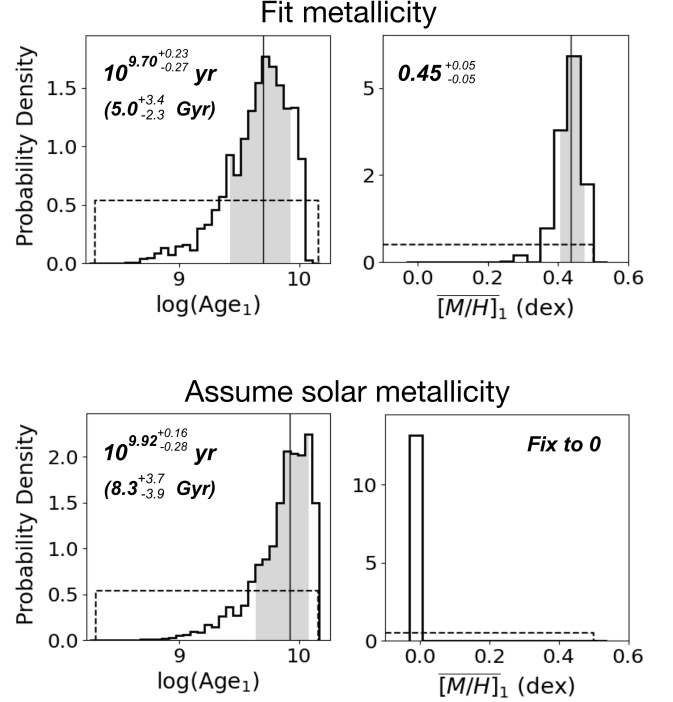 Fit metallicity
10^9.70 +0.23 -0.27 yr
(5.0 +3.4 -2.3 Gyr)
Probability Density
1.5
1.0
0.5
0.0
9 10
log(Age₁)
0.45 +0.05 -0.05
5
2
0
0.0 0.2 0.4 0.6
[M/H]₁ (dex)
Assume solar metallicity
10^9.92 +0.16 -0.28 yr
(8.3 +3.7 -3.9 Gyr)
Probability Density
2.0
1.5
1.0
0.5
0.0
9 10
log(Age₁)
Fix to 0
10
5
0
0.0 0.2 0.4 0.6
[M/H]₁ (dex)